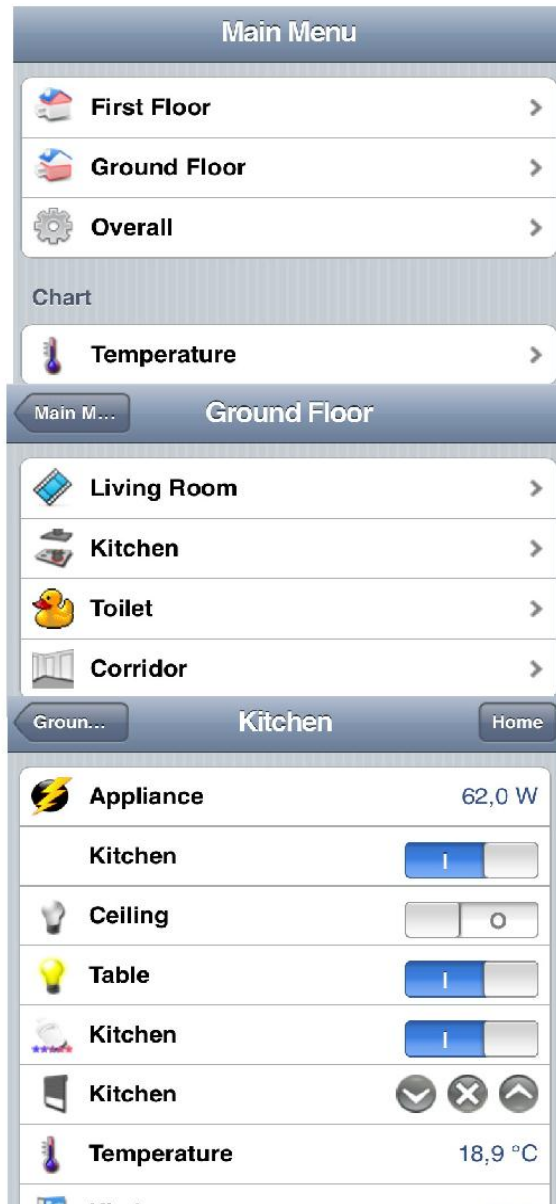 Main Menu
First Floor
Ground Floor
Overall
Chart
Temperature
Main M... Ground Floor
Living Room
Kitchen
Toilet
Corridor
Groun... Kitchen Home
Appliance 62,0 W
Kitchen I
Ceiling O
Table I
Kitchen I
Kitchen
Temperature 18,9 °C